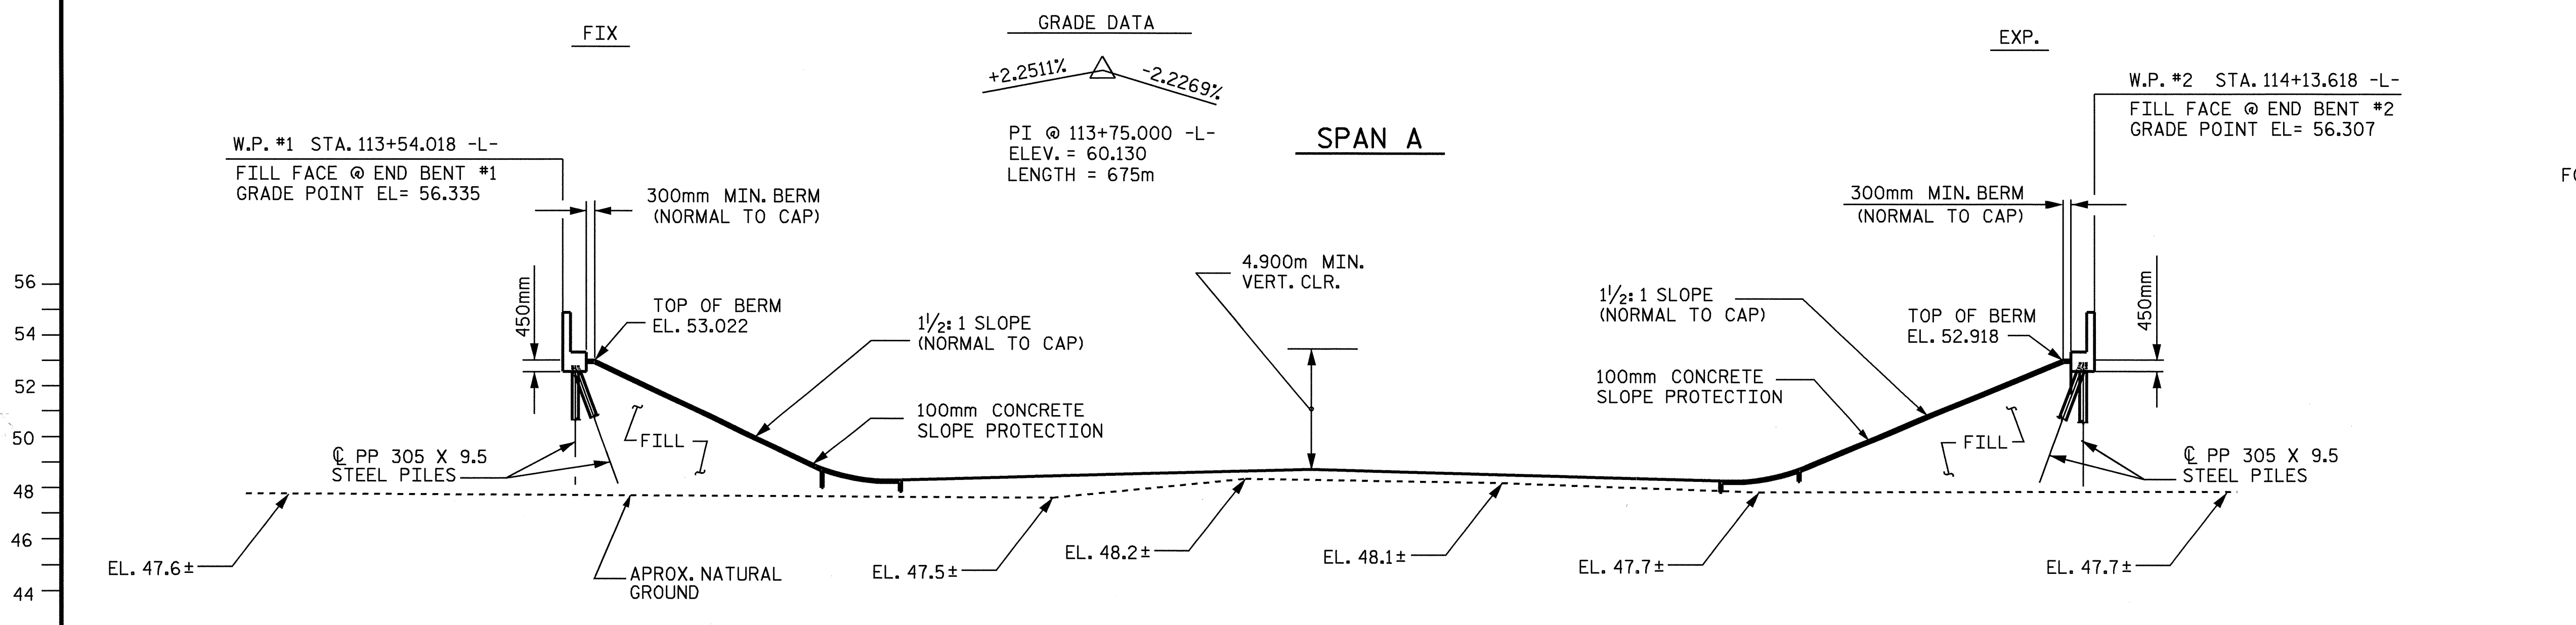 FIX
GRADE DATA
+2.2511%
-2.2269%
PI @ 113+75.000 -L-
ELEV. = 60.130
LENGTH = 675m
SPAN A
EXP.
W.P. #1 STA. 113+54.018 -L-
FILL FACE @ END BENT #1
GRADE POINT EL= 56.335
W.P. #2 STA. 114+13.618 -L-
FILL FACE @ END BENT #2
GRADE POINT EL= 56.307
300mm MIN. BERM
(NORMAL TO CAP)
300mm MIN. BERM
(NORMAL TO CAP)
4.900m MIN.
VERT. CLR.
450mm
TOP OF BERM
EL. 53.022
1½:1 SLOPE
(NORMAL TO CAP)
100mm CONCRETE
SLOPE PROTECTION
1½:1 SLOPE
(NORMAL TO CAP)
100mm CONCRETE
SLOPE PROTECTION
TOP OF BERM
EL. 52.918
450mm
FILL
FILL
℄ PP 305 X 9.5
STEEL PILES
℄ PP 305 X 9.5
STEEL PILES
56
54
52
50
48
46
44
EL. 47.6±
APROX. NATURAL
GROUND
EL. 47.5±
EL. 48.2±
EL. 48.1±
EL. 47.7±
EL. 47.7±